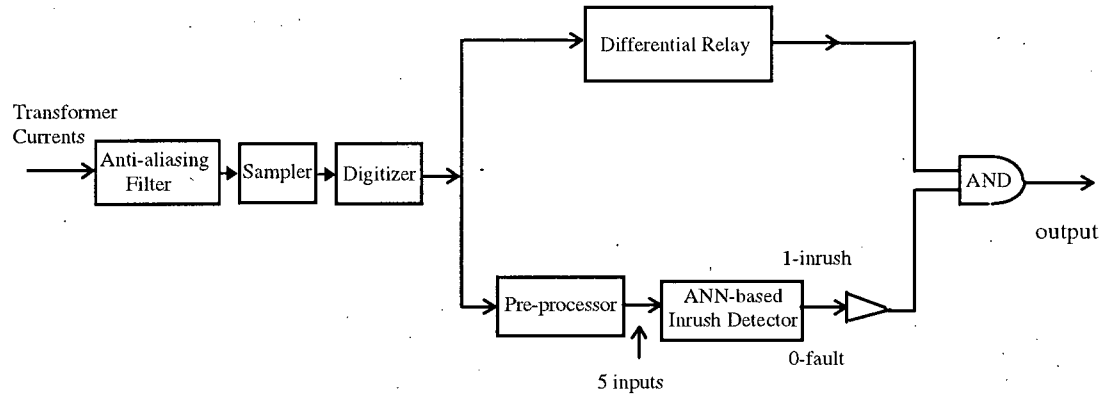 Differential Relay
Transformer
Currents
Anti-aliasing
Filter
Sampler
Digitizer
AND
output
1-inrush
Pre-processor
ANN-based
Inrush Detector
0-fault
5 inputs